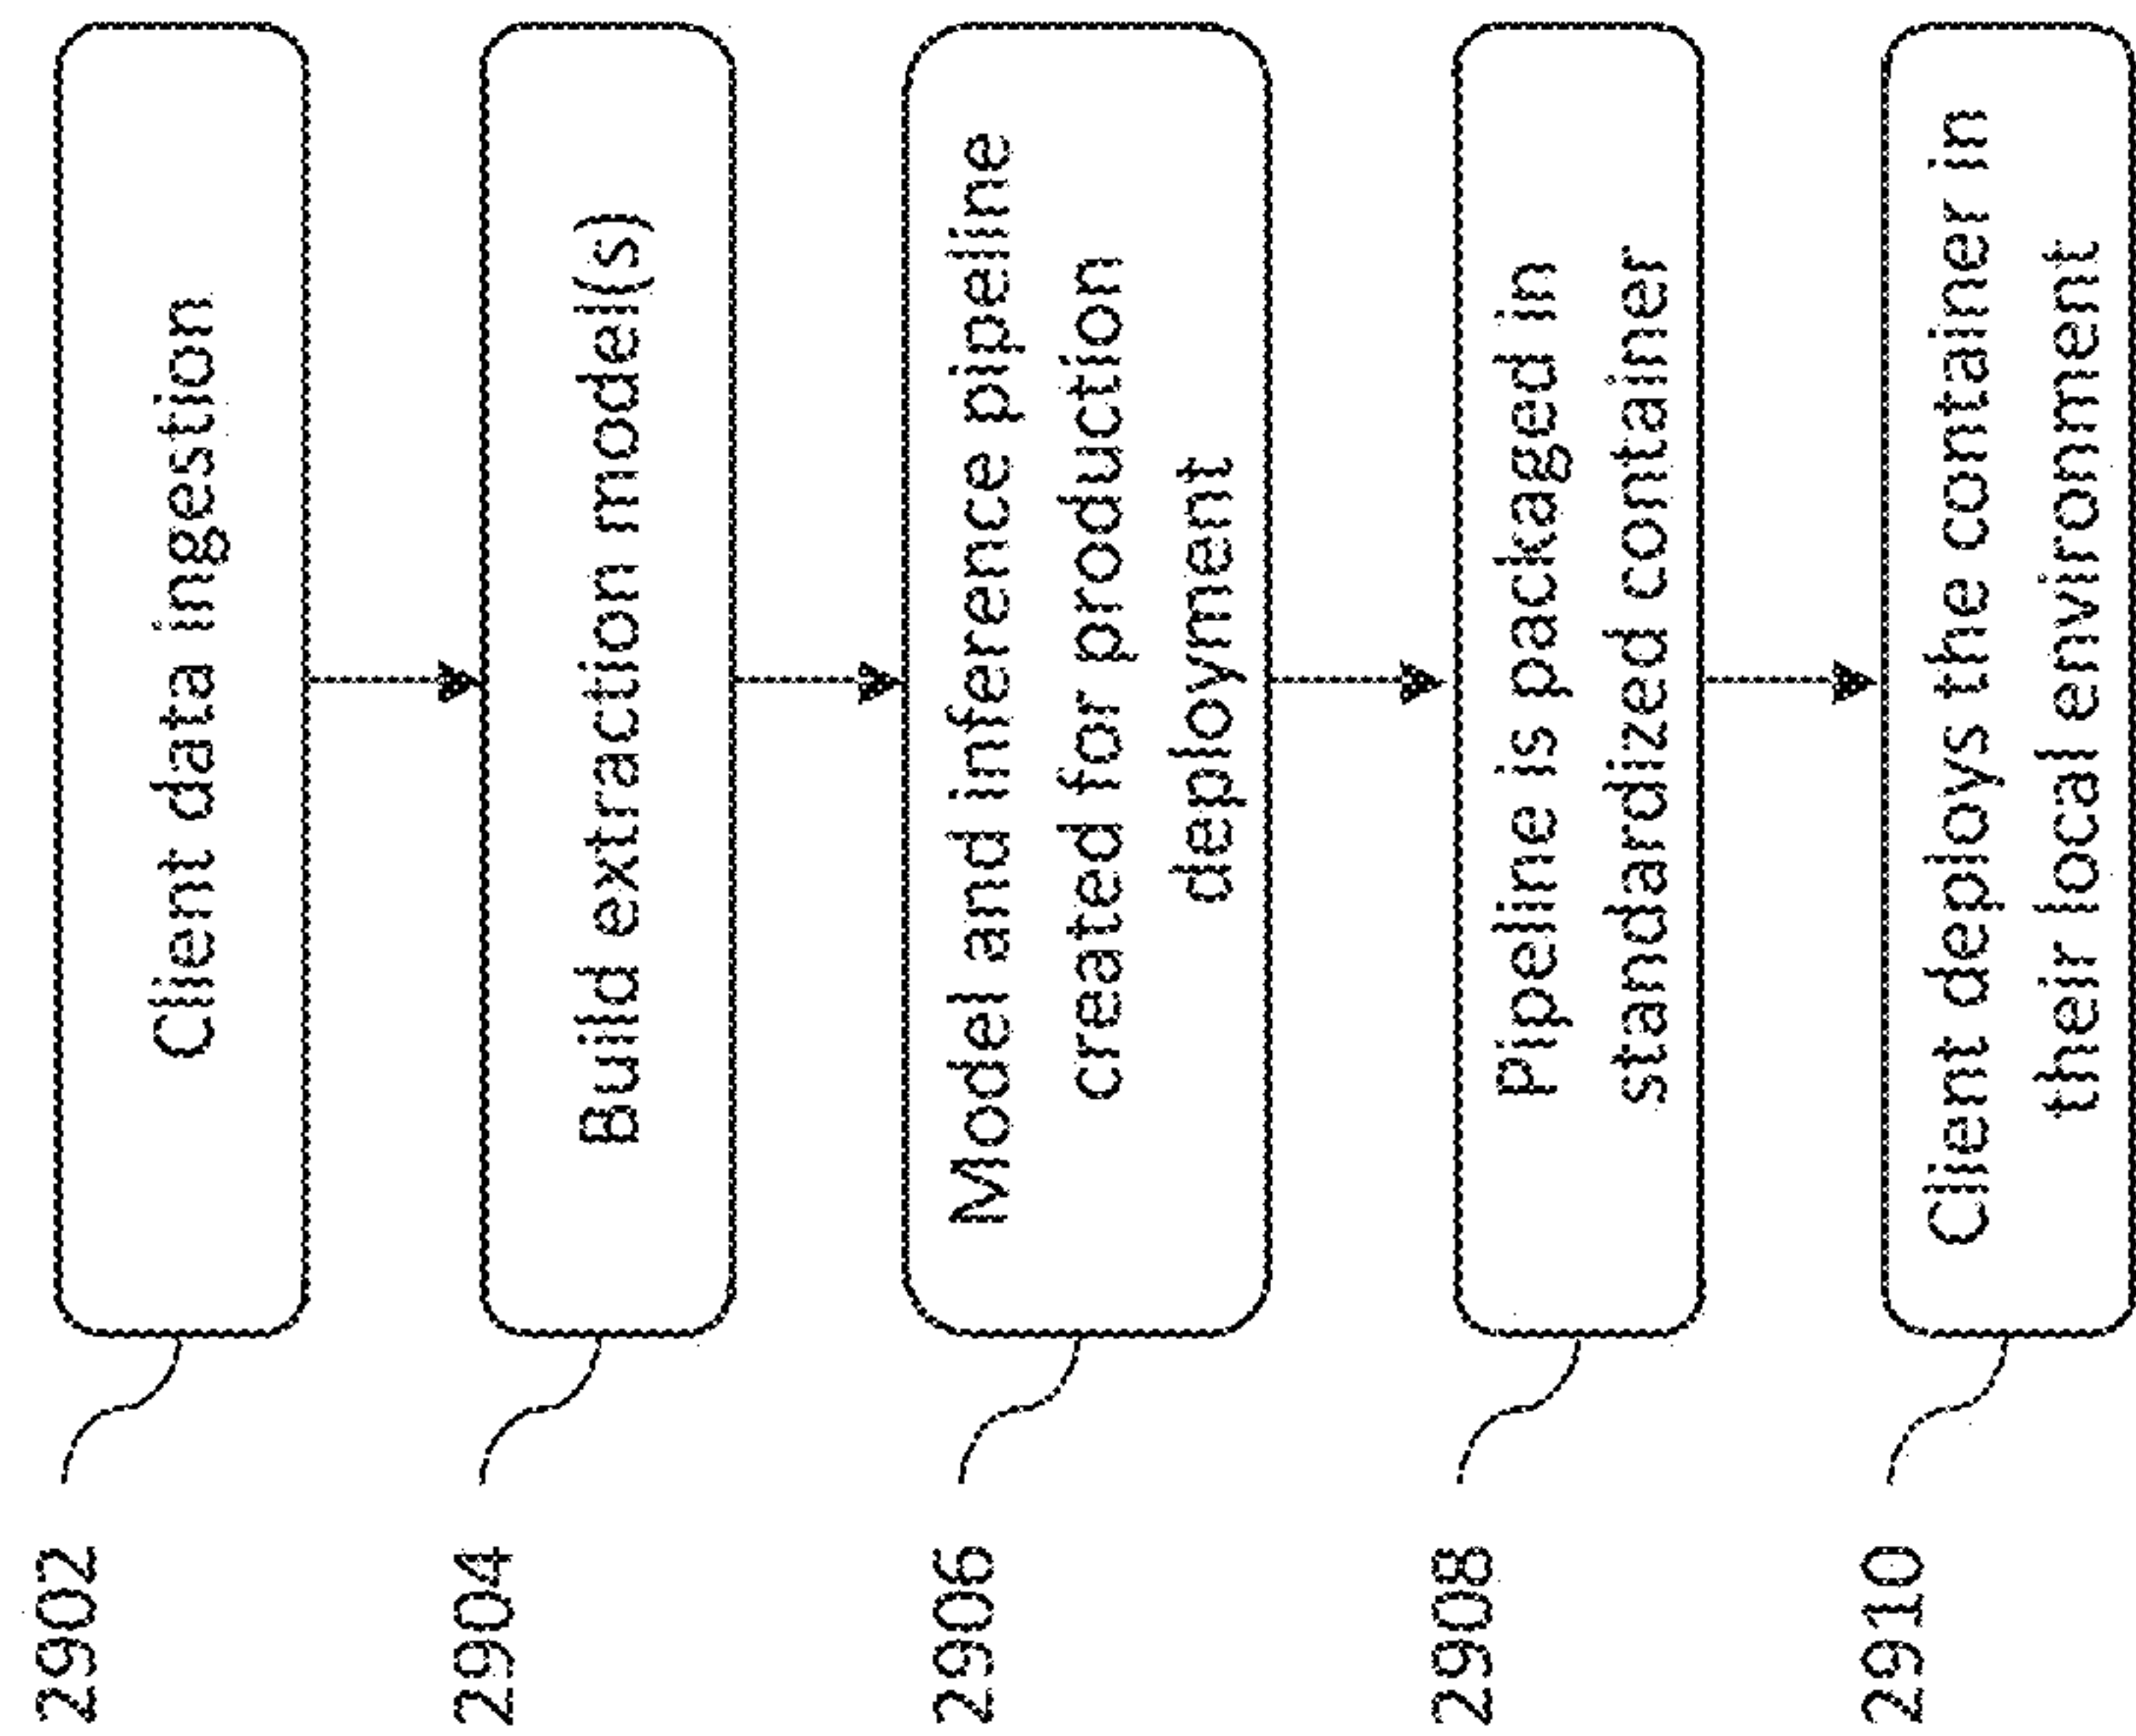 2902
Client data ingestion
2904
Build extraction model(s)
2906
Model and inference pipeline
created for production
deployment
2908
Pipeline is packaged in
standardized container
2910
Client deploys the container in
their local environment